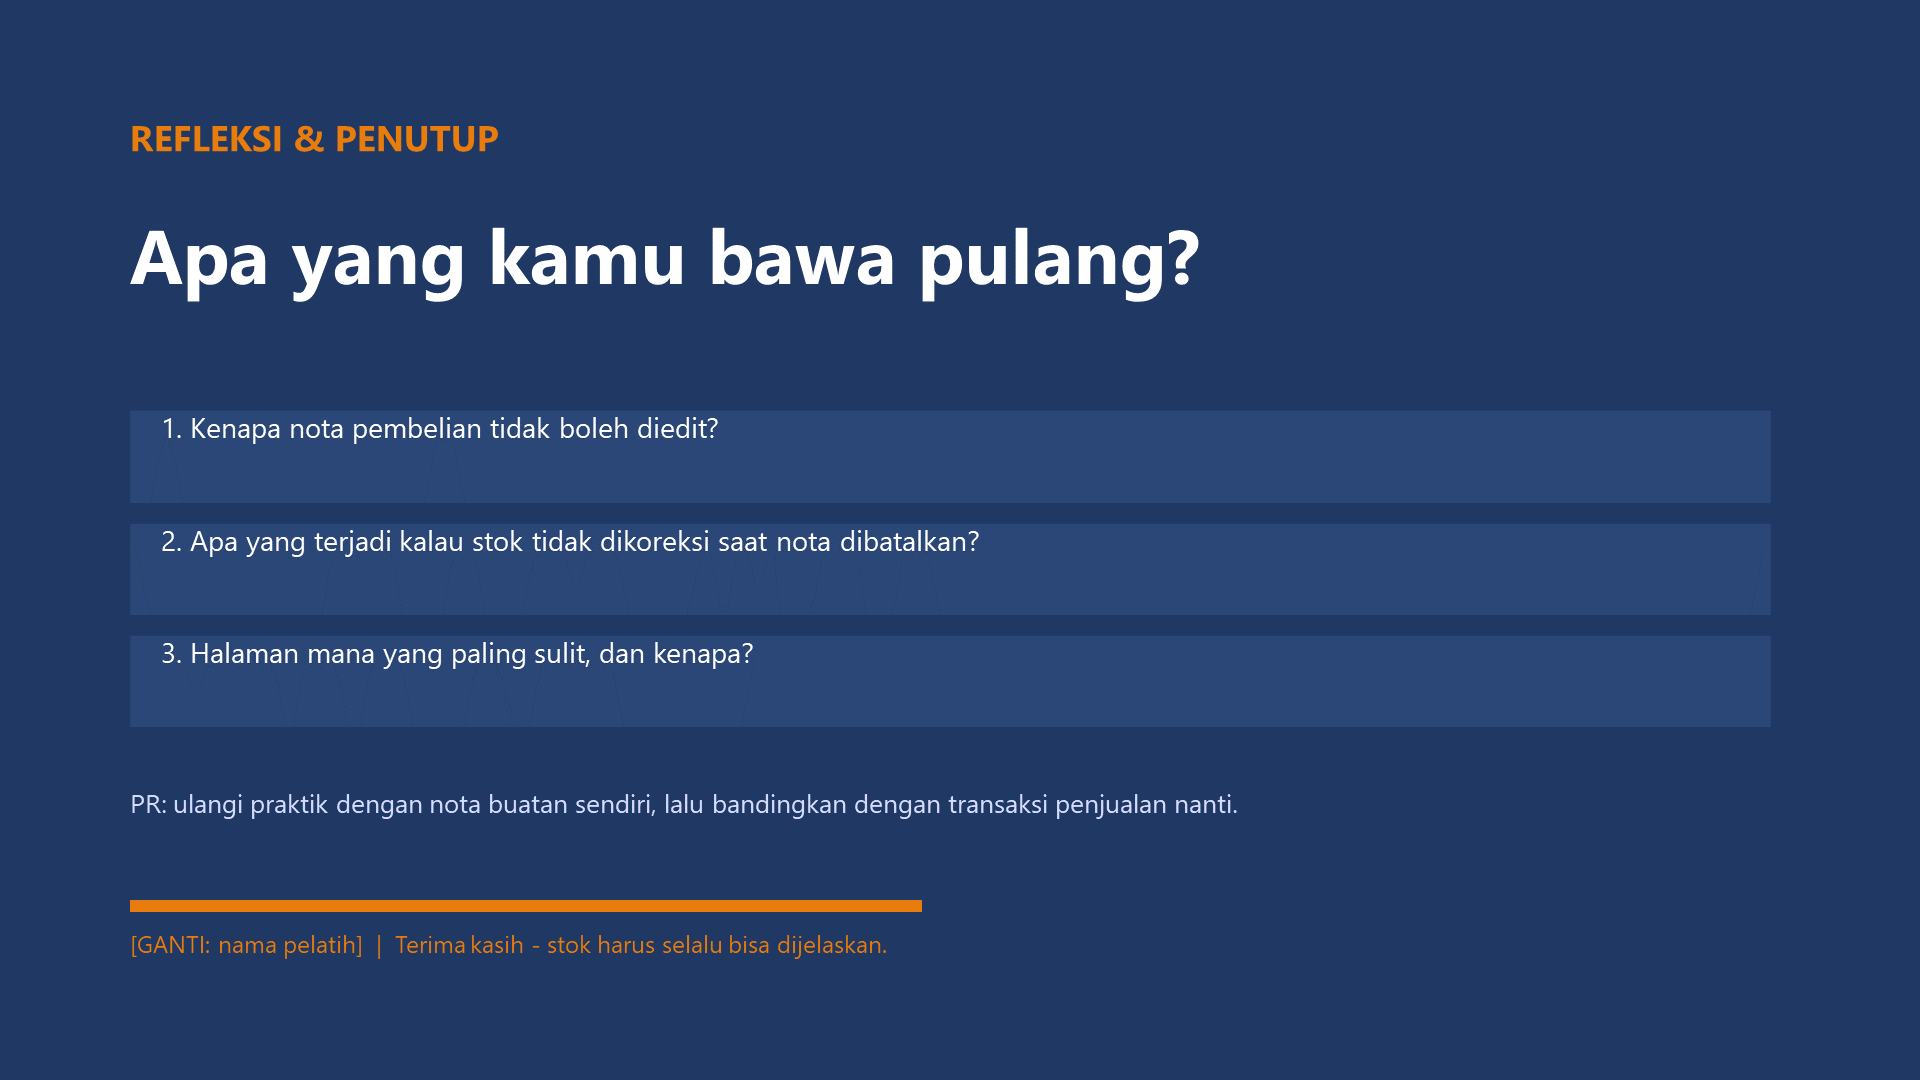 REFLEKSI & PENUTUP
Apa yang kamu bawa pulang?
1. Kenapa nota pembelian tidak boleh diedit?
2. Apa yang terjadi kalau stok tidak dikoreksi saat nota dibatalkan?
3. Halaman mana yang paling sulit, dan kenapa?
PR: ulangi praktik dengan nota buatan sendiri, lalu bandingkan dengan transaksi penjualan nanti.
[GANTI: nama pelatih] | Terima kasih - stok harus selalu bisa dijelaskan.